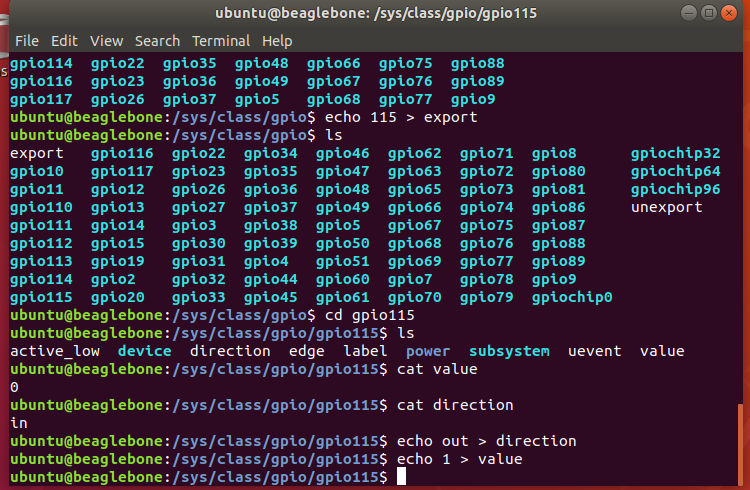 ubuntu@beaglebone: /sys/class/gpio/gpio115
File Edit View Search Terminal Help
s
gpio114 gpio22 gpio35 gpio48 gpio66 gpio75 gpio88
gpio116 gpio23 gpio36 gpio49 gpio67 gpio76 gpio89
gpio117 gpio26 gpio37 gpio5 gpio68 gpio77 gpio9
ubuntu@beaglebone:/sys/class/gpio$ echo 115 > export
ubuntu@beaglebone:/sys/class/gpio$ ls
export gpio116 gpio22 gpio34 gpio46 gpio62 gpio71 gpio8 gpiochip32
gpio10 gpio117 gpio23 gpio35 gpio47 gpio63 gpio72 gpio80 gpiochip64
gpio11 gpio12 gpio26 gpio36 gpio48 gpio65 gpio73 gpio81 gpiochip96
gpio110 gpio13 gpio27 gpio37 gpio49 gpio66 gpio74 gpio86 unexport
gpio111 gpio14 gpio3 gpio38 gpio5 gpio67 gpio75 gpio87
gpio112 gpio15 gpio30 gpio39 gpio50 gpio68 gpio76 gpio88
gpio113 gpio19 gpio31 gpio4 gpio51 gpio69 gpio77 gpio89
gpio114 gpio2 gpio32 gpio44 gpio60 gpio7 gpio78 gpio9
gpio115 gpio20 gpio33 gpio45 gpio61 gpio70 gpio79 gpiochip0
ubuntu@beaglebone:/sys/class/gpio$ cd gpio115
ubuntu@beaglebone:/sys/class/gpio/gpio115$ ls
active_low device direction edge label power subsystem uevent value
ubuntu@beaglebone:/sys/class/gpio/gpio115$ cat value
0
ubuntu@beaglebone:/sys/class/gpio/gpio115$ cat direction
in
ubuntu@beaglebone:/sys/class/gpio/gpio115$ echo out > direction
ubuntu@beaglebone:/sys/class/gpio/gpio115$ echo 1 > value
ubuntu@beaglebone:/sys/class/gpio/gpio115$